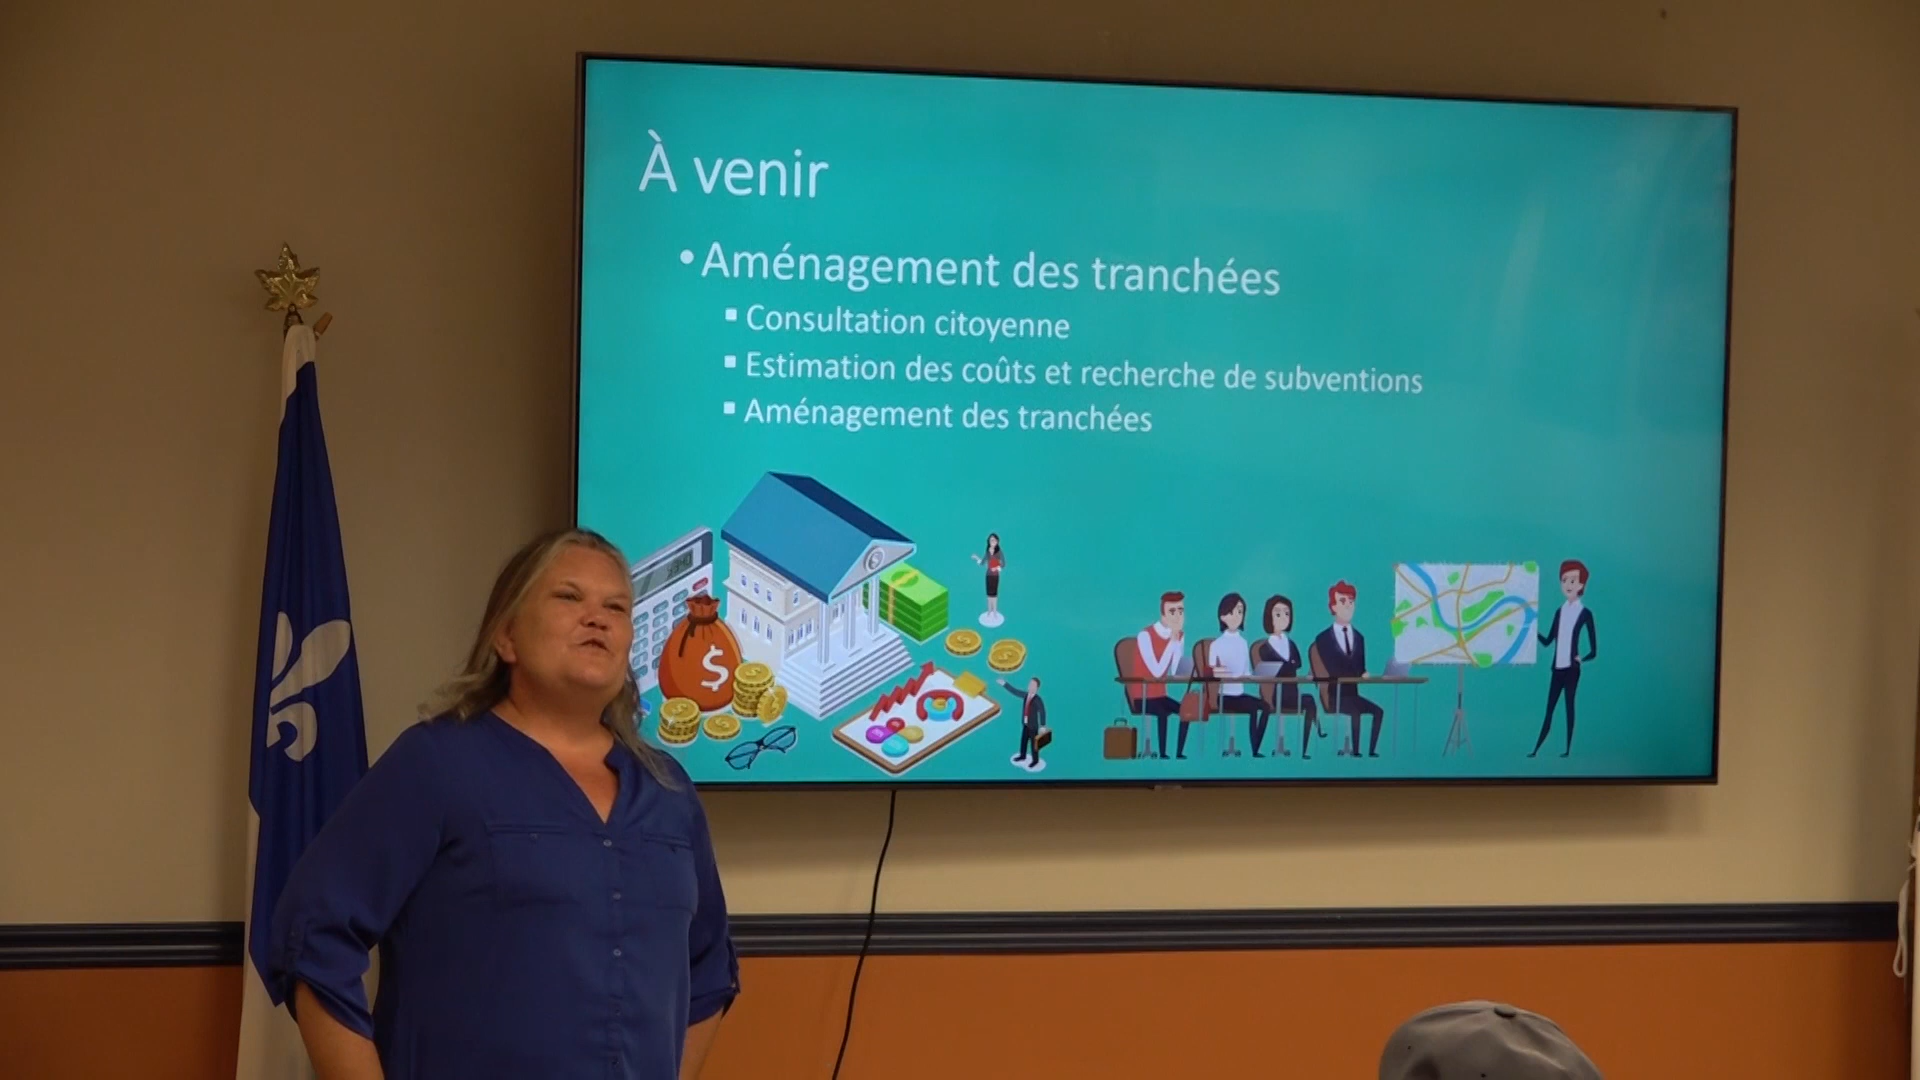 À venir
• Aménagement des tranchées
▪ Consultation citoyenne
▪ Estimation des coûts et recherche de subventions
▪ Aménagement des tranchées
$